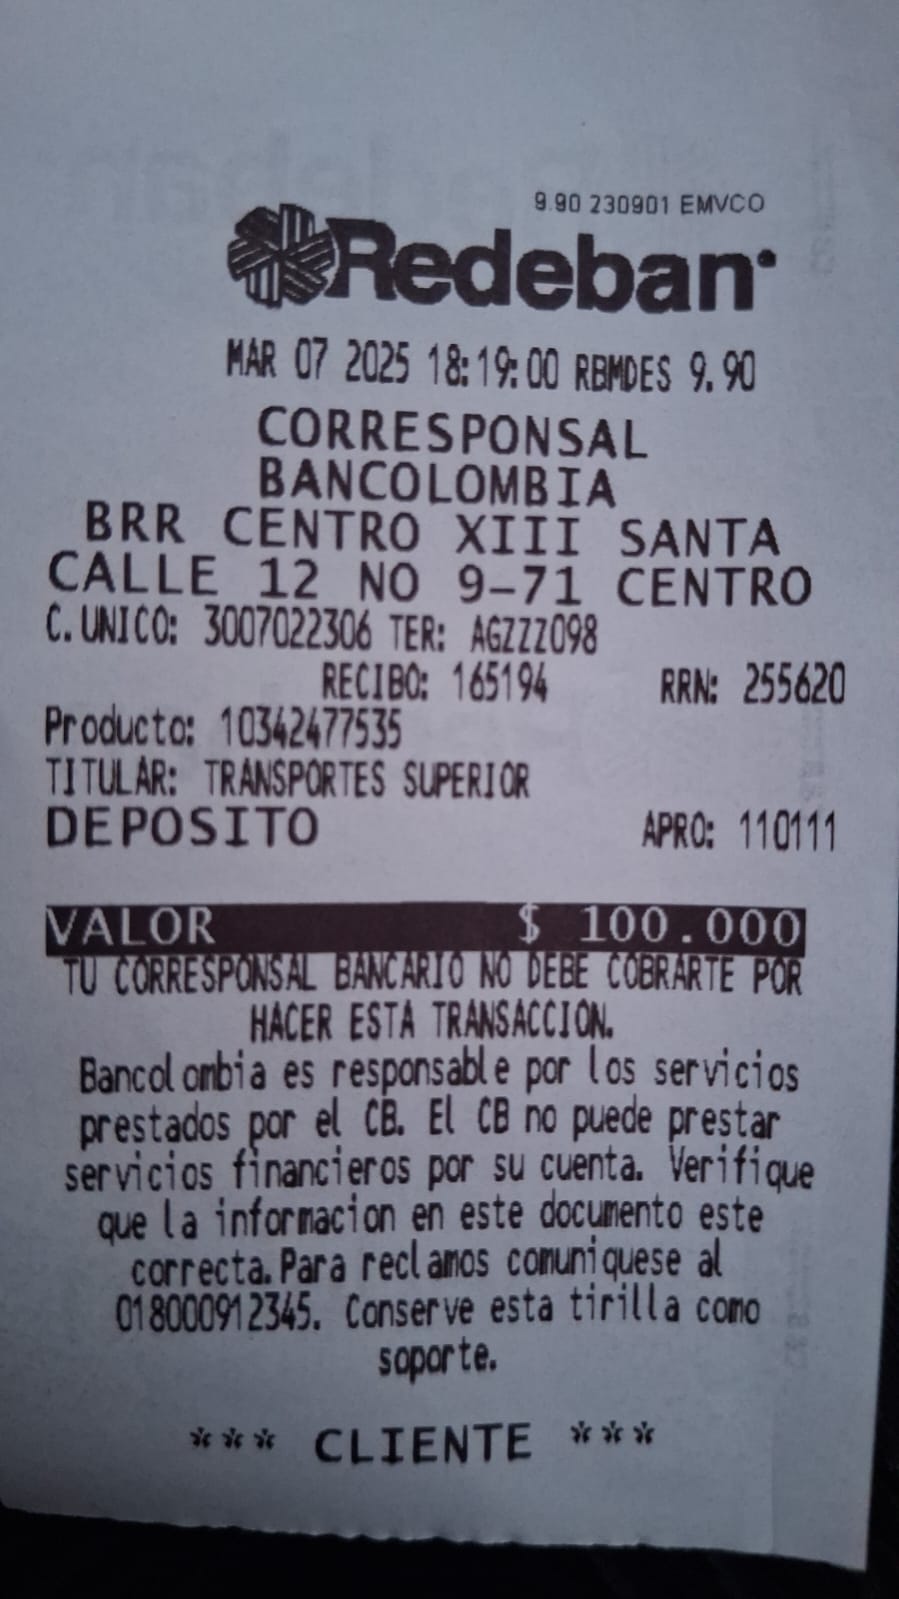 9.90 230901 EMVCO
Redeban
MAR 07 2025 18:19:00 RBMDES 9.90
CORRESPONSAL
BANCOLOMBIA
BRR CENTRO XIII SANTA
CALLE 12 NO 9-71 CENTRO
C.UNICO: 3007022306 TER: AGZZZ098
RECIBO: 165194 RRN: 255620
Producto: 10342477535
TITULAR: TRANSPORTES SUPERIOR
DEPOSITO APRO: 110111
VALOR $ 100.000
TU CORRESPONSAL BANCARIO NO DEBE COBRARTE POR
HACER ESTA TRANSACCION.
Bancolombia es responsable por los servicios
prestados por el CB. El CB no puede prestar
servicios financieros por su cuenta. Verifique
que la informacion en este documento este
correcta.Para reclamos comuniquese al
018000912345. Conserve esta tirilla como
soporte.
*** CLIENTE ***